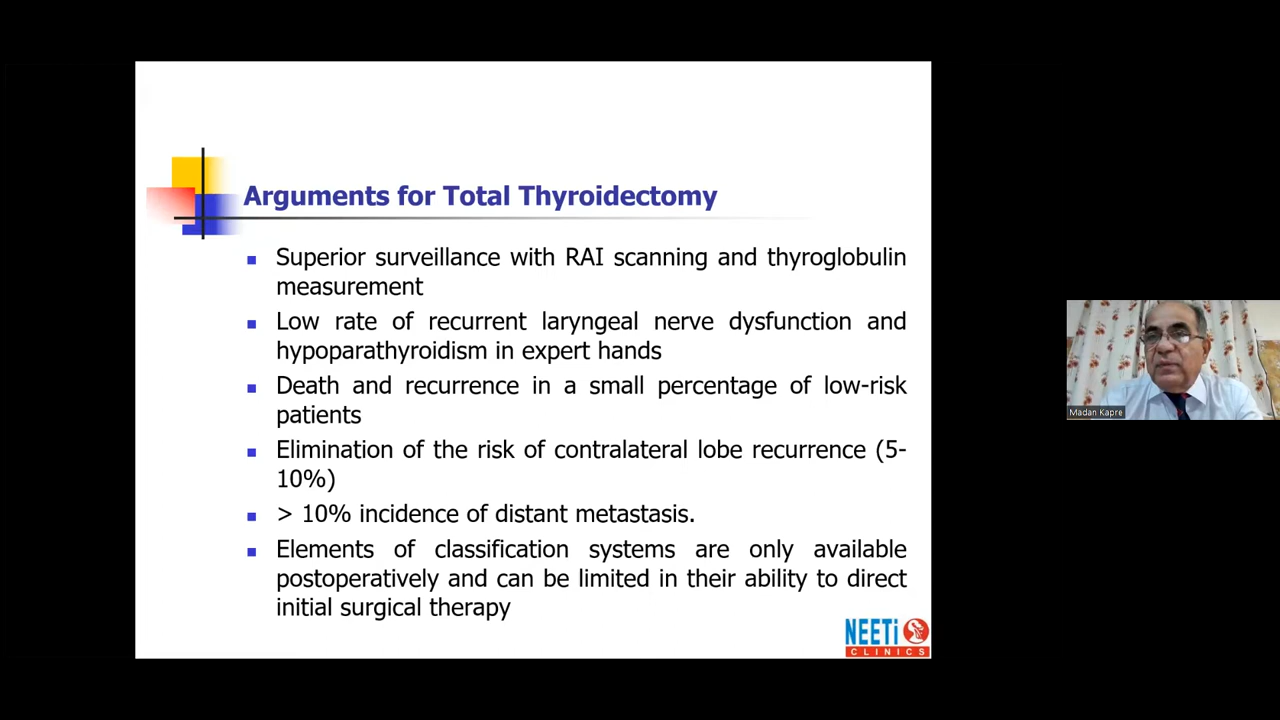 Arguments for Total Thyroidectomy
■ Superior surveillance with RAI scanning and thyroglobulin
measurement
■ Low rate of recurrent laryngeal nerve dysfunction and
hypoparathyroidism in expert hands
■ Death and recurrence in a small percentage of low-risk
patients
■ Elimination of the risk of contralateral lobe recurrence (5-
10%)
■ > 10% incidence of distant metastasis.
■ Elements of classification systems are only available
postoperatively and can be limited in their ability to direct
initial surgical therapy
NEETi
CLINICS
Madan Kapre